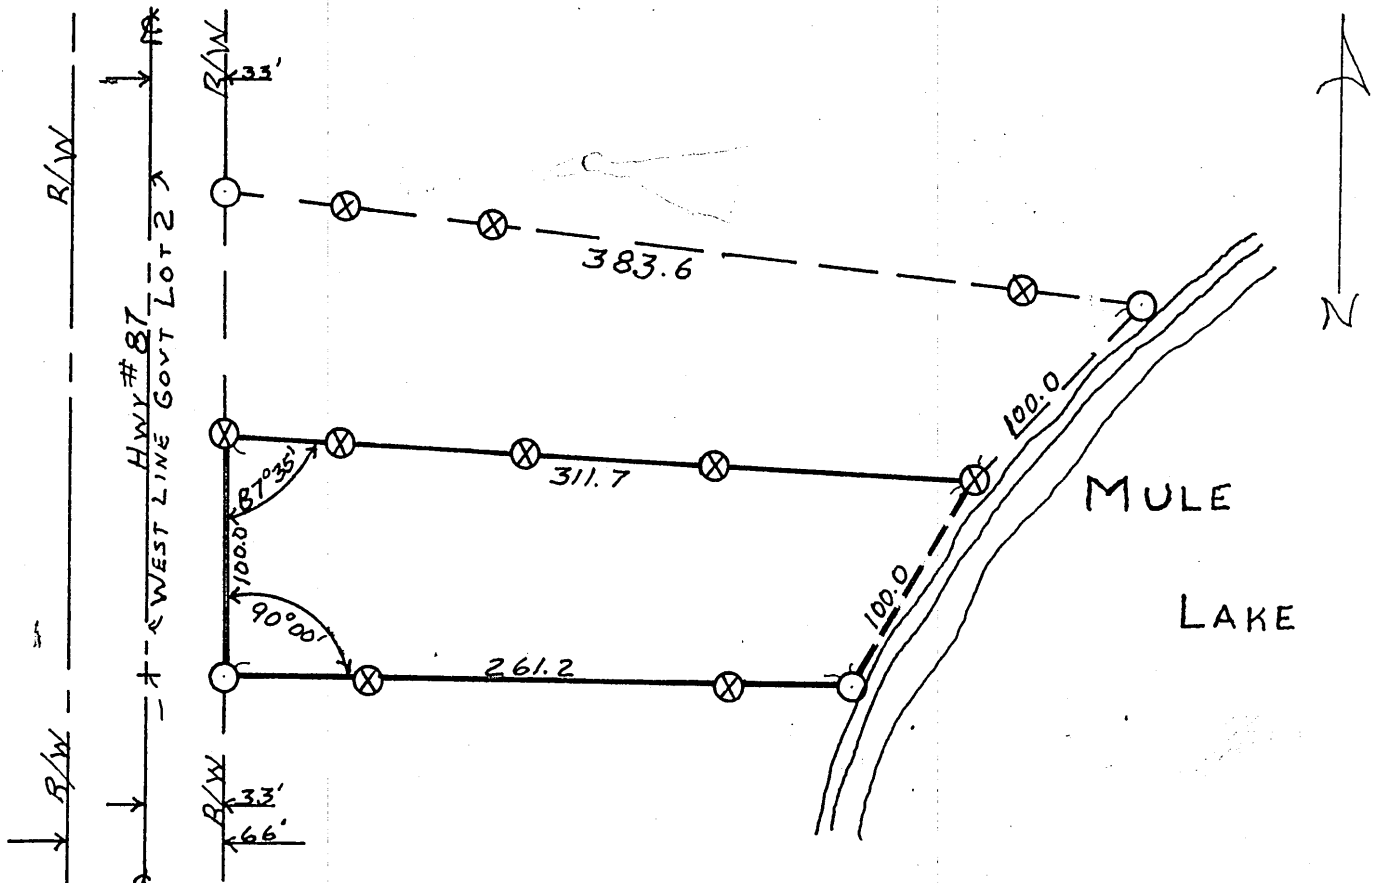 R/W
R/W
33'
R/W
HWY #87
WEST LINE GOVT LOT 2
383.6
100.0
87°35'
311.7
100.0'
90°00'
100.0
261.2
MULE
LAKE
R/W
R/W
33'
66'
N